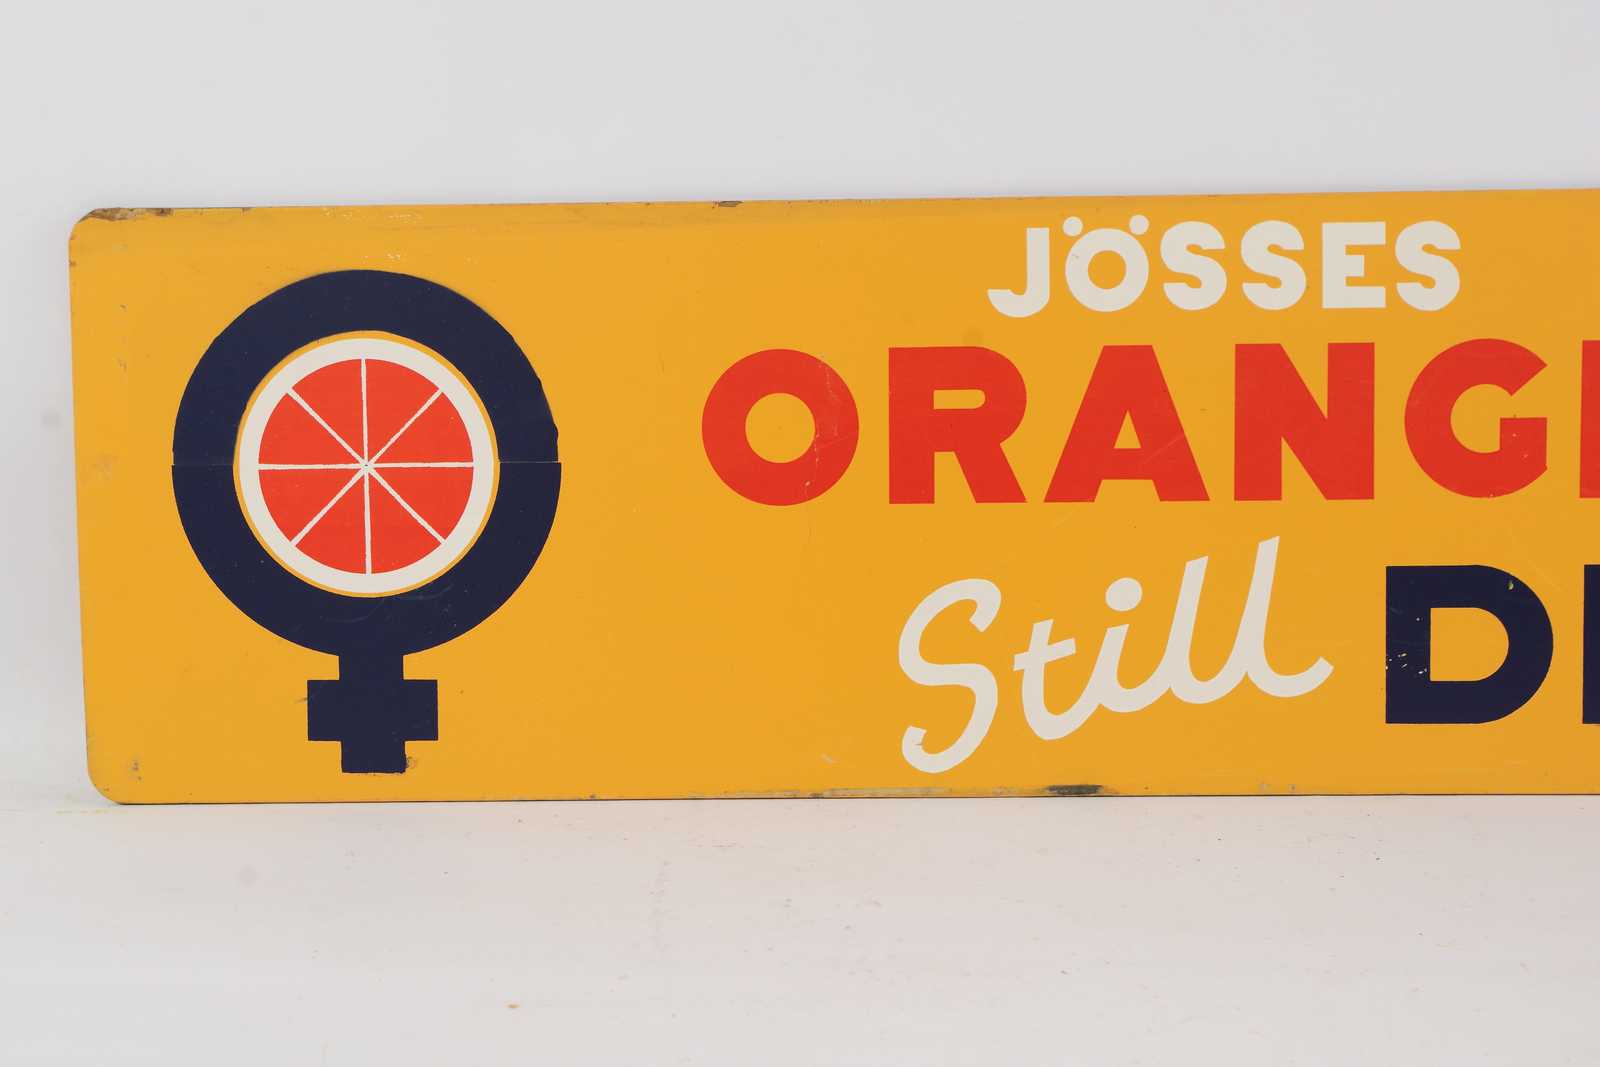 JÖSSES
ORANG
Still D